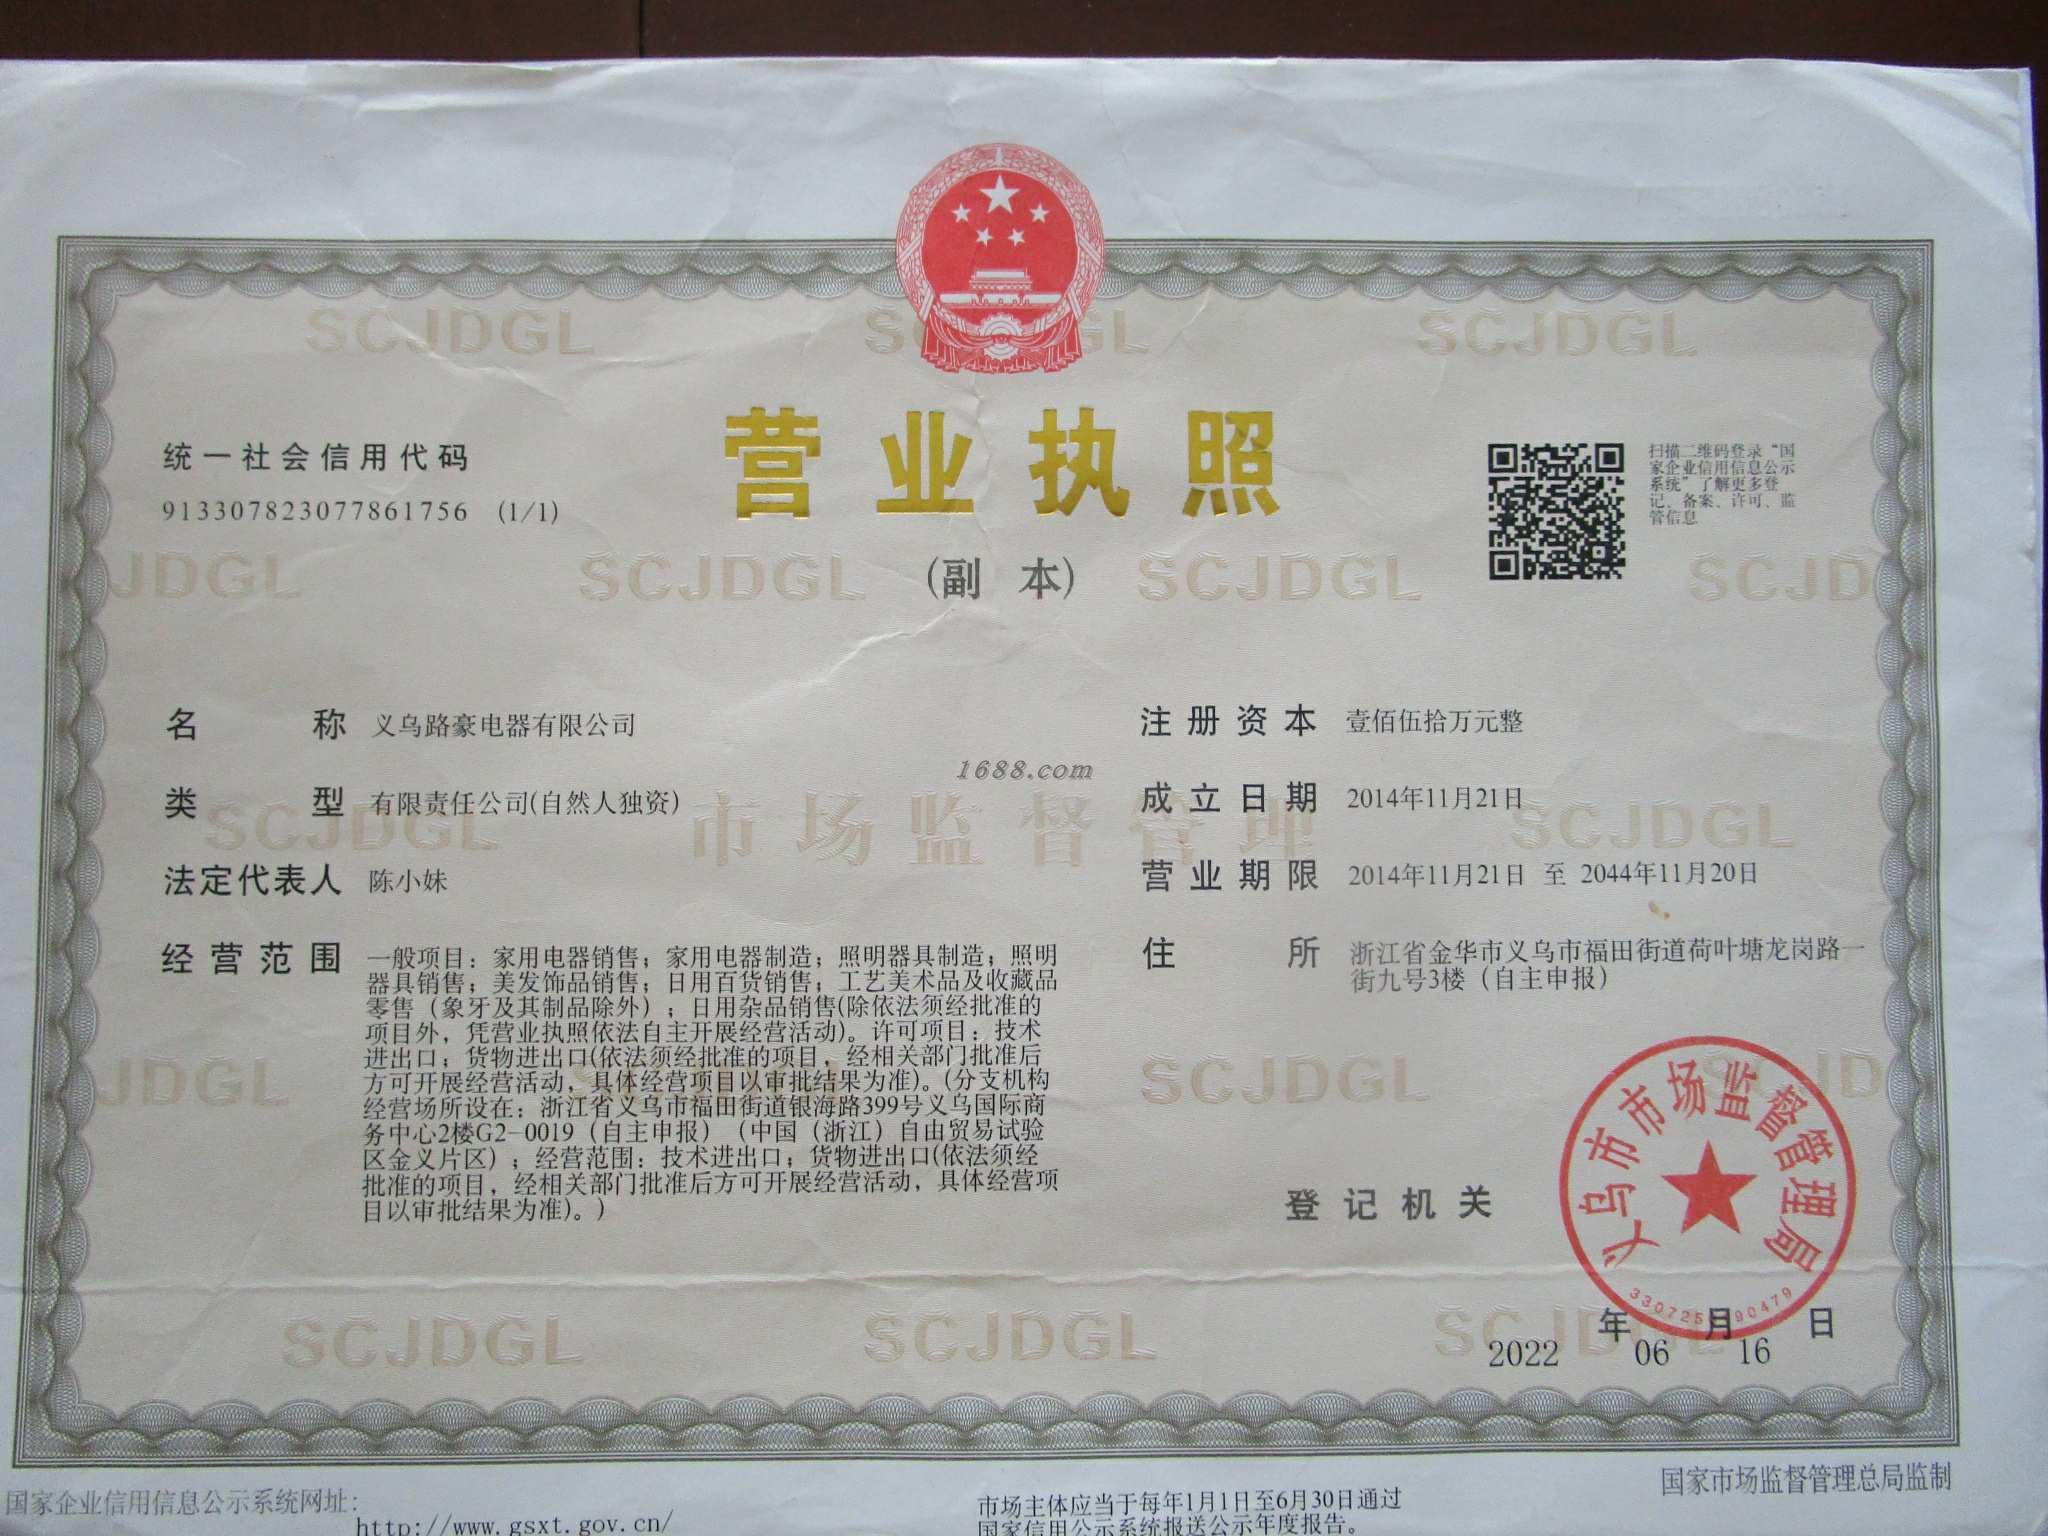 SCJDGL SCJDGL SCJDGL
营业执照
(副 本)
统一社会信用代码
913307823077861756 (1/1)
扫描二维码登录“国
家企业信用信息公示
系统”了解更多登
记、备案、许可、监
管信息
JDGL SCJDGL SCJDGL SCJD
名 称 义乌路豪电器有限公司
类 型 有限责任公司(自然人独资)
法定代表人 陈小妹
经营范围 一般项目：家用电器销售；家用电器制造；照明器具制造；照明
器具销售；美发饰品销售；日用百货销售；工艺美术品及收藏品
零售（象牙及其制品除外）；日用杂品销售(除依法须经批准的
项目外，凭营业执照依法自主开展经营活动)。许可项目：技术
进出口；货物进出口(依法须经批准的项目，经相关部门批准后
方可开展经营活动，具体经营项目以审批结果为准)。(分支机构
经营场所设在：浙江省义乌市福田街道银海路399号义乌国际商
务中心2楼G2-0019（自主申报）（中国（浙江）自由贸易试验
区金义片区）；经营范围：技术进出口；货物进出口(依法须经
批准的项目，经相关部门批准后方可开展经营活动，具体经营项
目以审批结果为准)。)
注册资本 壹佰伍拾万元整
成立日期 2014年11月21日
营业期限 2014年11月21日 至 2044年11月20日
住 所 浙江省金华市义乌市福田街道荷叶塘龙岗路一
街九号3楼（自主申报）
1688.com
SCJDGL 市场监督管理 SCJDGL
JDGL SCJDGL JD
登记机关
义乌市市场监督管理局
SCJDGL SCJDGL SCJDGL
2022 年 06 月 16 日
国家企业信用信息公示系统网址：
http://www.gsxt.gov.cn/
市场主体应当于每年1月1日至6月30日通过
国家信用公示系统报送公示年度报告。
国家市场监督管理总局监制